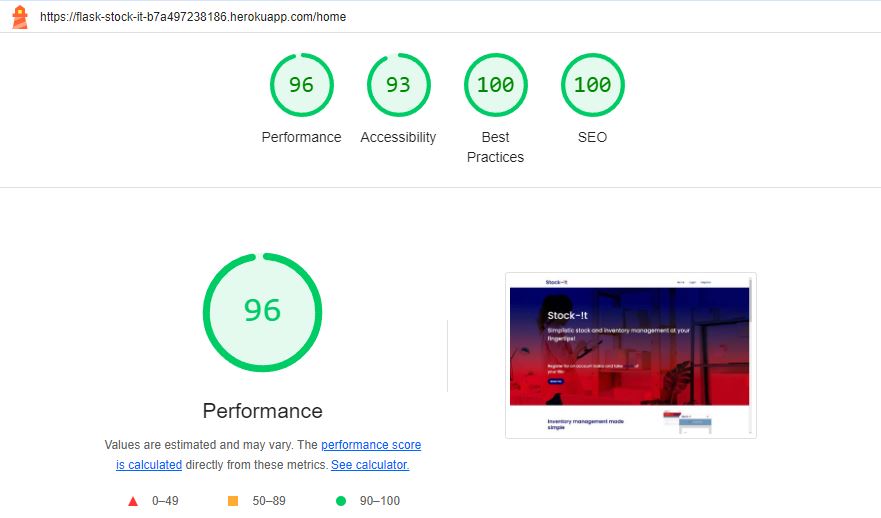 https://flask-stock-it-b7a497238186.herokuapp.com/home
96
93
100
100
Performance
Accessibility
Best
Practices
SEO
96
Performance
Values are estimated and may vary. The performance score
is calculated directly from these metrics. See calculator.
0–49
50–89
90–100
Stock-!t
Stock-!t
Simplistic stock and inventory management at your
fingertips!
Register for an account today and take
of
your life!
Inventory management made
simple